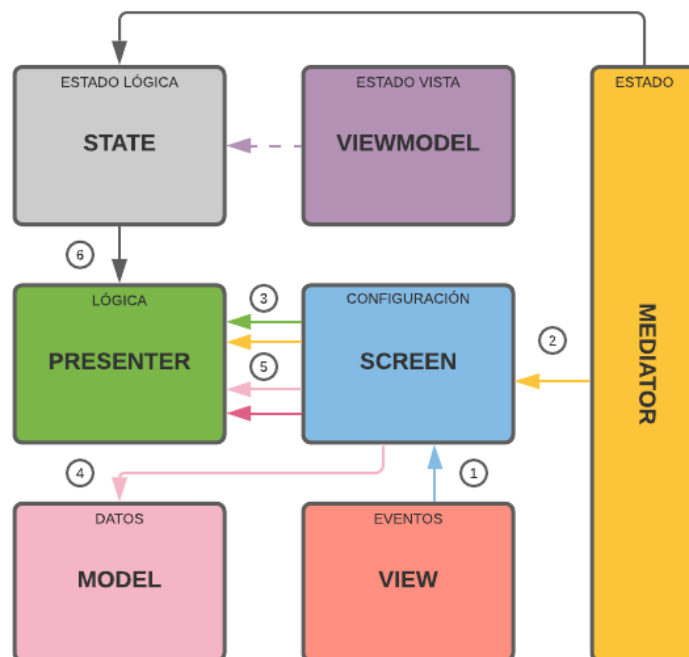 ESTADO LÓGICA
STATE
ESTADO VISTA
VIEWMODEL
ESTADO
MEDIATOR
6
LÓGICA
PRESENTER
3
5
CONFIGURACIÓN
SCREEN
2
4
1
DATOS
MODEL
EVENTOS
VIEW